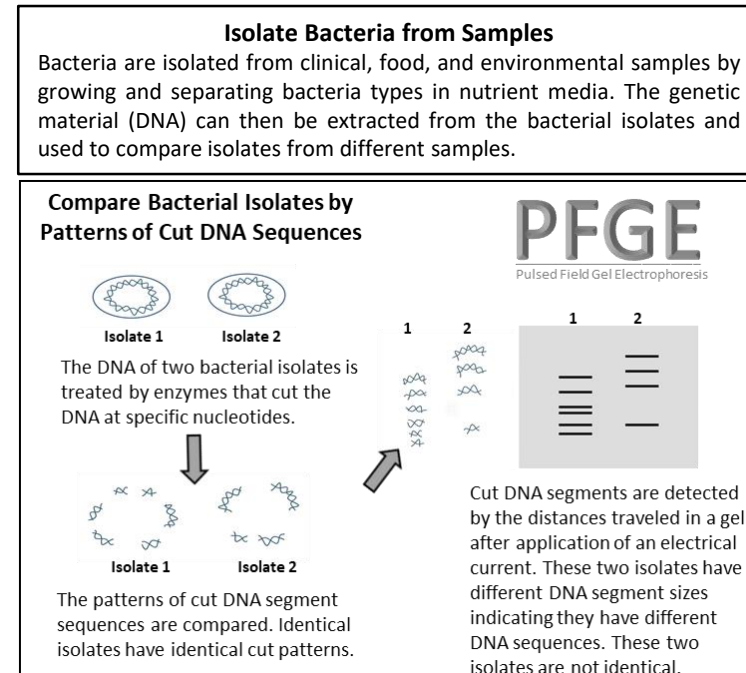 Isolate Bacteria from Samples
Bacteria are isolated from clinical, food, and environmental samples by
growing and separating bacteria types in nutrient media. The genetic
material (DNA) can then be extracted from the bacterial isolates and
used to compare isolates from different samples.
Compare Bacterial Isolates by
Patterns of Cut DNA Sequences
Isolate 1 Isolate 2
The DNA of two bacterial isolates is
treated by enzymes that cut the
DNA at specific nucleotides.
Isolate 1 Isolate 2
The patterns of cut DNA segment
sequences are compared. Identical
isolates have identical cut patterns.
PFGE
Pulsed Field Gel Electrophoresis
1 2
1 2
Cut DNA segments are detected
by the distances traveled in a gel
after application of an electrical
current. These two isolates have
different DNA segment sizes
indicating they have different
DNA sequences. These two
isolates are not identical.